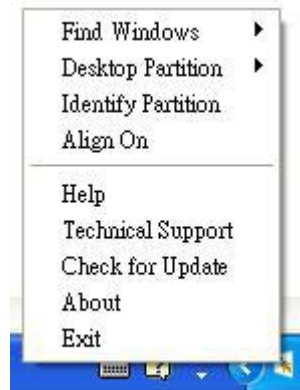 Find Windows
Desktop Partition
Identify Partition
Align On
Help
Technical Support
Check for Update
About
Exit